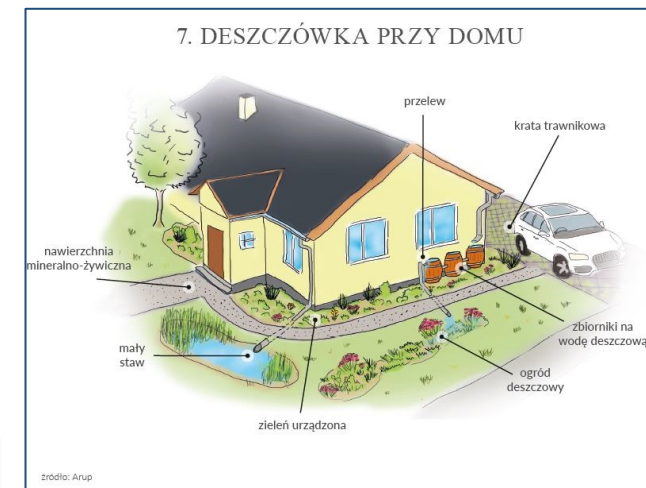 7. DESZCZÓWKA PRZY DOMU
przelew
krata trawnikowa
nawierzchnia
mineralno-żywiczna
zbiorniki na
wodę deszczową
mały
staw
ogród
deszczowy
zieleń urządzona
źródło: Arup